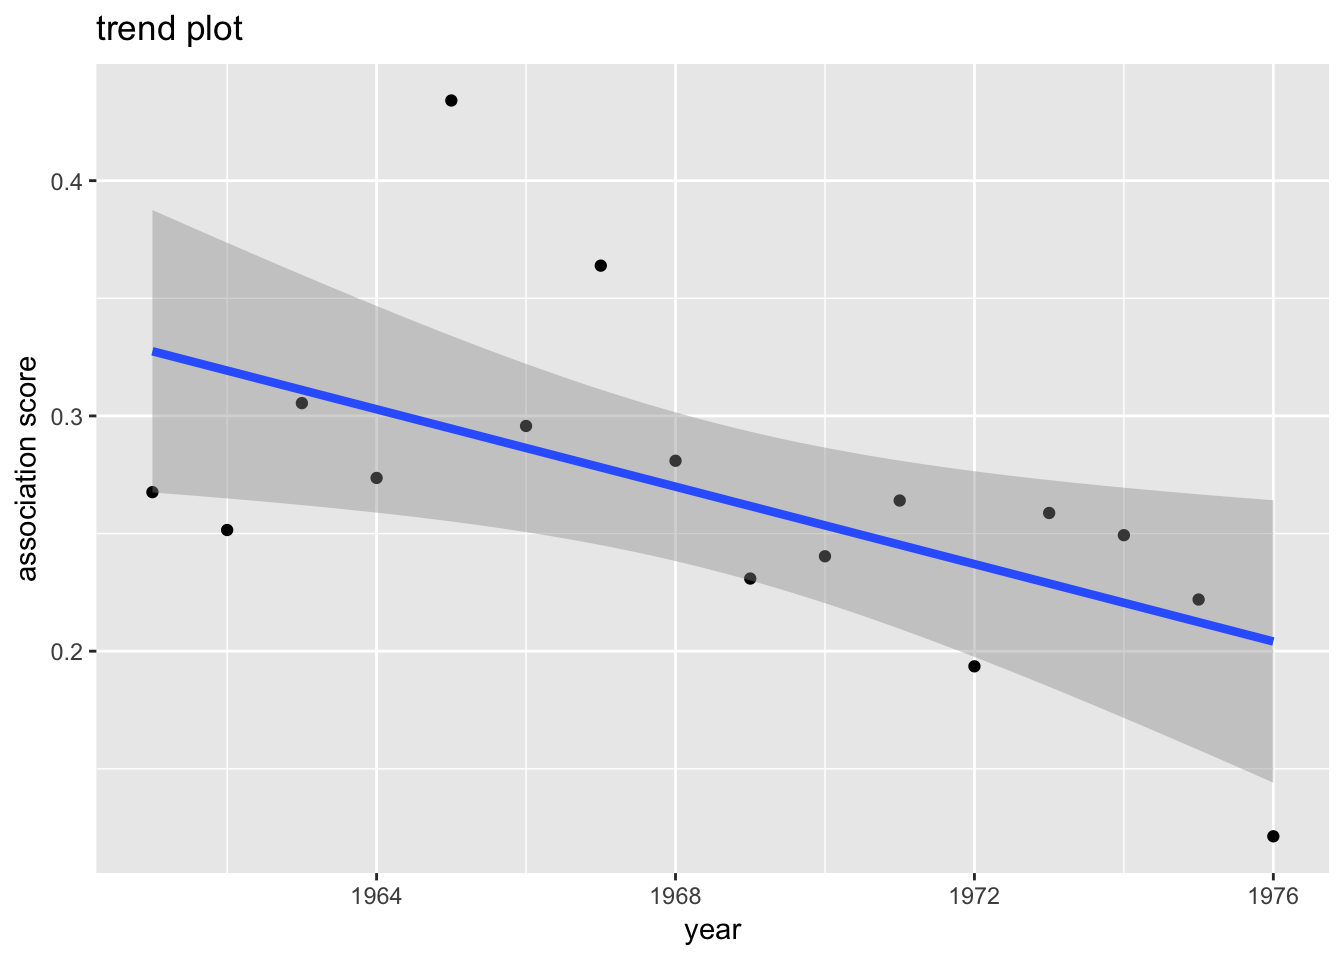 trend plot
association score
0.4
0.3
0.2
1964 1968 1972 1976
year